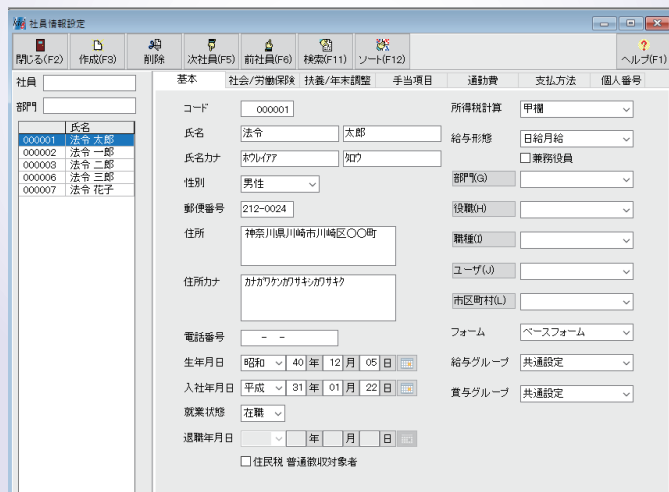 社員情報設定
閉じる(F2) 作成(F3) 削除 次社員(F5) 前社員(F6) 検索(F11) ソート(F12) ヘルプ(F1)
社員
部門
氏名
000001 法令 太郎
000002 法令 一郎
000003 法令 二郎
000006 法令 三郎
000007 法令 花子
基本 社会/労働保険 扶養/年末調整 手当項目 通勤費 支払方法 個人番号
コード 000001
氏名 法令 太郎
氏名カナ ﾎｳﾚｲｱｱ ﾀﾛｳ
性別 男性
郵便番号 212-0024
住所 神奈川県川崎市川崎区〇〇町
住所カナ ｶﾅｶﾞﾜｹﾝｶﾜｻｷｼｶﾜｻｷｸ
電話番号 - -
生年月日 昭和 40 年 12 月 05 日
入社年月日 平成 31 年 01 月 22 日
就業状態 在職
退職年月日 年 月 日
住民税 普通徴収対象者
所得税計算 甲欄
給与形態 日給月給
兼務役員
部門(G)
役職(H)
職種(I)
ユーザ(J)
市区町村(L)
フォーム ベースフォーム
給与グループ 共通設定
賞与グループ 共通設定